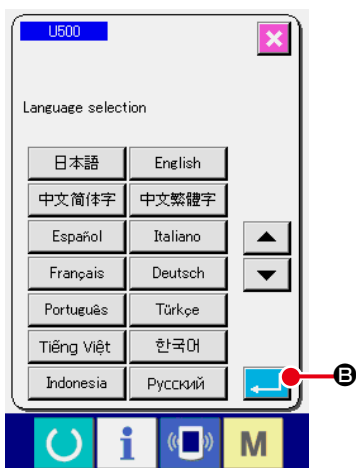 U500
Language selection
日本語 English
中文简体字 中文繁體字
Español Italiano
Français Deutsch
Português Türkçe
Tiếng Việt 한국어
Indonesia Русский
B
i M